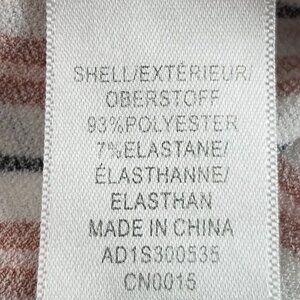 SHELL/EXTÉRIEUR/
OBERSTOFF
93%POLYESTER
7%ELASTANE/
ÉLASTHANNE/
ELASTHAN
MADE IN CHINA
AD1S300535
CN0015